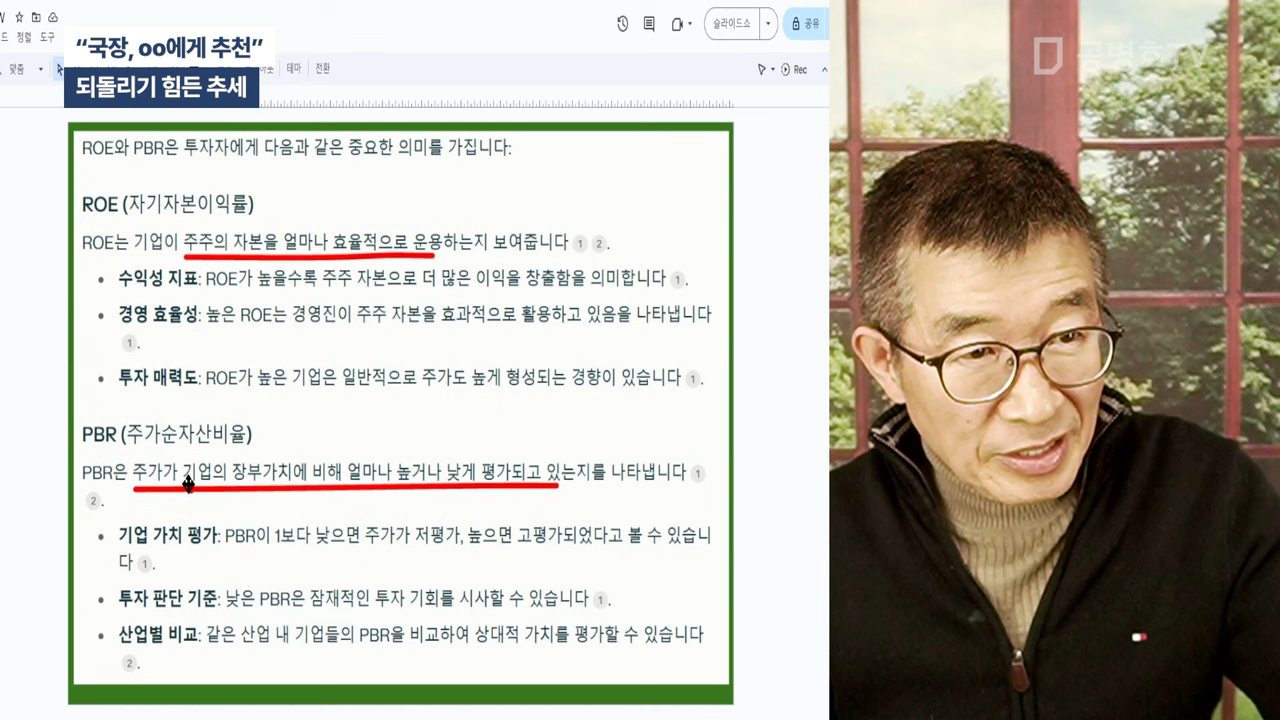 정렬 도구
슬라이드쇼
공유
“국장, oo에게 추천”
되돌리기 힘든 추세
맞춤
테마
전환
Rec
ROE와 PBR은 투자자에게 다음과 같은 중요한 의미를 가집니다:
ROE (자기자본이익률)
ROE는 기업이 주주의 자본을 얼마나 효율적으로 운용하는지 보여줍니다 1 2.
• 수익성 지표: ROE가 높을수록 주주 자본으로 더 많은 이익을 창출함을 의미합니다 1.
• 경영 효율성: 높은 ROE는 경영진이 주주 자본을 효과적으로 활용하고 있음을 나타냅니다
1.
• 투자 매력도: ROE가 높은 기업은 일반적으로 주가도 높게 형성되는 경향이 있습니다 1.
PBR (주가순자산비율)
PBR은 주가가 기업의 장부가치에 비해 얼마나 높거나 낮게 평가되고 있는지를 나타냅니다 1
2.
• 기업 가치 평가: PBR이 1보다 낮으면 주가가 저평가, 높으면 고평가되었다고 볼 수 있습니
다 1.
• 투자 판단 기준: 낮은 PBR은 잠재적인 투자 기회를 시사할 수 있습니다 1.
• 산업별 비교: 같은 산업 내 기업들의 PBR을 비교하여 상대적 가치를 평가할 수 있습니다
2.